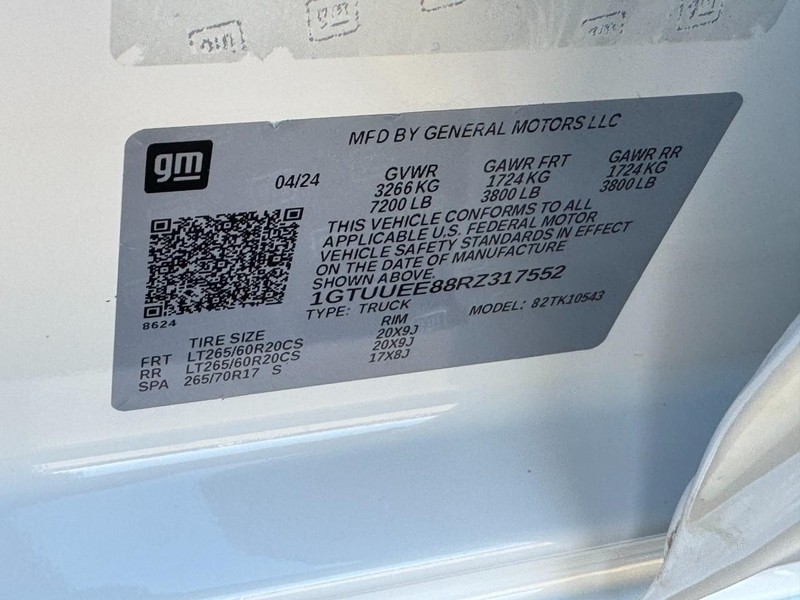 gm
MFD BY GENERAL MOTORS LLC
04/24 GVWR GAWR FRT GAWR RR
3266 KG 1724 KG 1724 KG
7200 LB 3800 LB 3800 LB
THIS VEHICLE CONFORMS TO ALL
APPLICABLE U.S. FEDERAL MOTOR
VEHICLE SAFETY STANDARDS IN EFFECT
ON THE DATE OF MANUFACTURE
SHOWN ABOVE.
1GTUUEE88RZ317552
8624
TYPE: TRUCK MODEL: 82TK10543
TIRE SIZE RIM
FRT LT265/60R20CS 20X9J
RR LT265/60R20CS 20X9J
SPA 265/70R17 S 17X8J